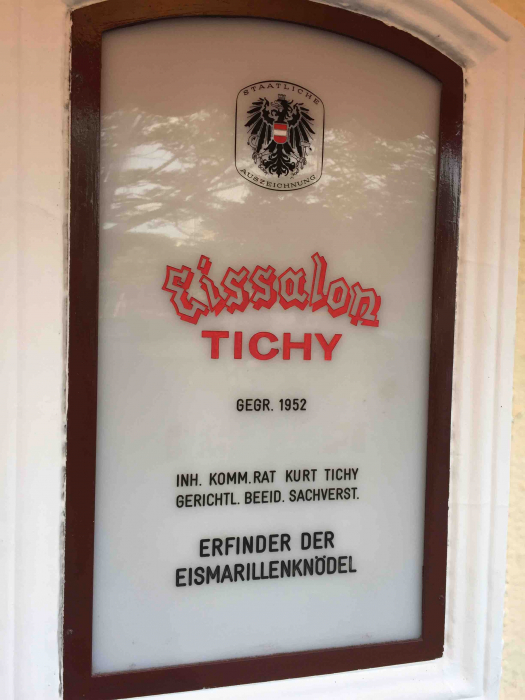 STAATLICHE
AUSZEICHNUNG
Eissalon
TICHY
GEGR. 1952
INH. KOMM.RAT KURT TICHY
GERICHTL. BEEID. SACHVERST.
ERFINDER DER
EISMARILLENKNÖDEL